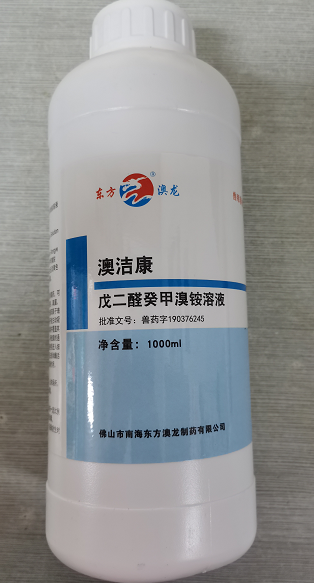 东方 澳龙
®
澳洁康
戊二醛癸甲溴铵溶液
批准文号：兽药字190376245
净含量：1000ml
佛山市南海东方澳龙制药有限公司